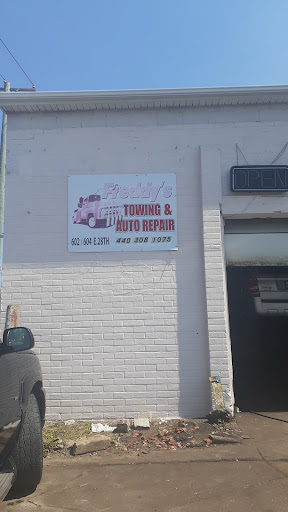 Freddy's
TOWING &
AUTO REPAIR
602 / 604 E.28TH
440 308 1075
OPEN